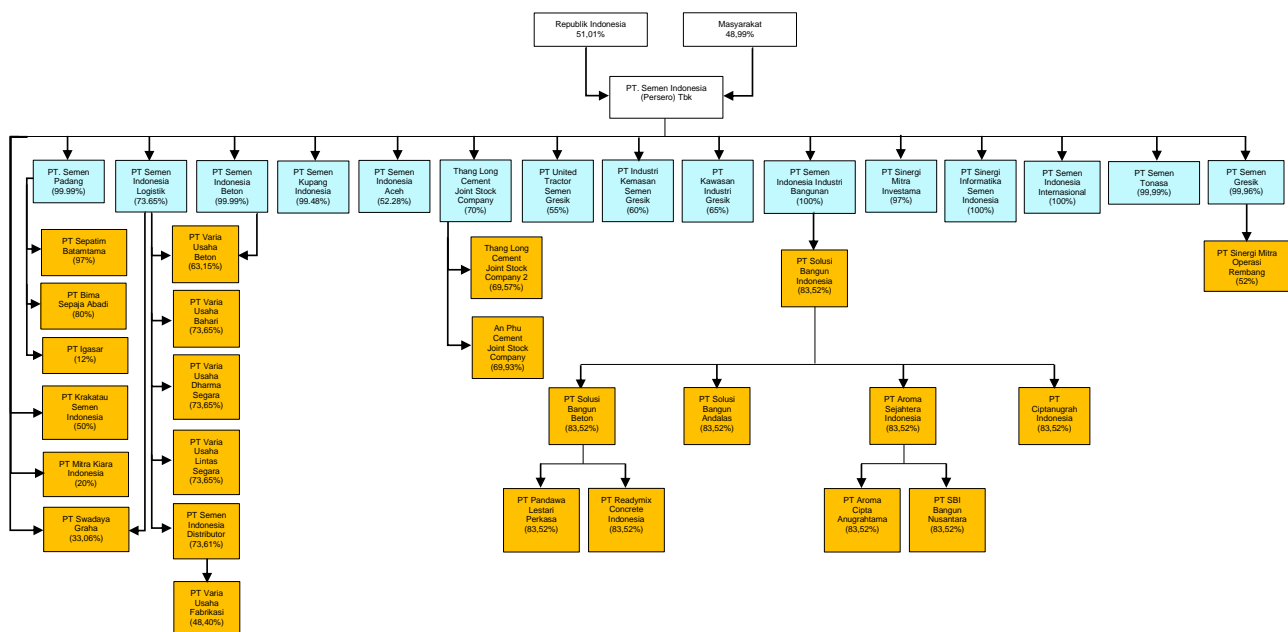 Republik Indonesia
51,01%
Masyarakat
48,99%
PT. Semen Indonesia
(Persero) Tbk
PT. Semen
Padang
(99.99%)
PT Semen
Indonesia
Logistik
(73.65%)
PT Semen
Indonesia
Beton
(99.99%)
PT Semen
Kupang
Indonesia
(99.48%)
PT Semen
Indonesia
Aceh
(52.28%)
Thang Long
Cement
Joint Stock
Company
(70%)
PT United
Tractor
Semen
Gresik
(55%)
PT Industri
Kemasan
Semen
Gresik
(60%)
PT
Kawasan
Industri
Gresik
(65%)
PT Semen
Indonesia Industri
Bangunan
(100%)
PT Sinergi
Mitra
Investama
(97%)
PT Sinergi
Informatika
Semen
Indonesia
(100%)
PT Semen
Indonesia
Internasional
(100%)
PT Semen
Tonasa
(99,99%)
PT Semen
Gresik
(99,96%)
PT Sepatim
Batamtama
(97%)
PT Bima
Sepaja Abadi
(80%)
PT Igasar
(12%)
PT Krakatau
Semen
Indonesia
(50%)
PT Mitra Kiara
Indonesia
(20%)
PT Swadaya
Graha
(33,06%)
PT Varia
Usaha
Beton
(63,15%)
PT Varia
Usaha
Bahari
(73,65%)
PT Varia
Usaha
Dharma
Segara
(73,65%)
PT Varia
Usaha
Lintas
Segara
(73,65%)
PT Semen
Indonesia
Distributor
(73,61%)
PT Varia
Usaha
Fabrikasi
(48,40%)
Thang Long
Cement
Joint Stock
Company 2
(69,57%)
An Phu
Cement
Joint Stock
Company
(69,93%)
PT Solusi
Bangun
Indonesia
(83,52%)
PT Sinergi Mitra
Operasi
Rembang
(52%)
PT Solusi
Bangun
Beton
(83,52%)
PT Solusi
Bangun
Andalas
(83,52%)
PT Aroma
Sejahtera
Indonesia
(83,52%)
PT
Ciptanugrah
Indonesia
(83,52%)
PT Pandawa
Lestari
Perkasa
(83,52%)
PT Readymix
Concrete
Indonesia
(83,52%)
PT Aroma
Cipta
Anugrahtama
(83,52%)
PT SBI
Bangun
Nusantara
(83,52%)